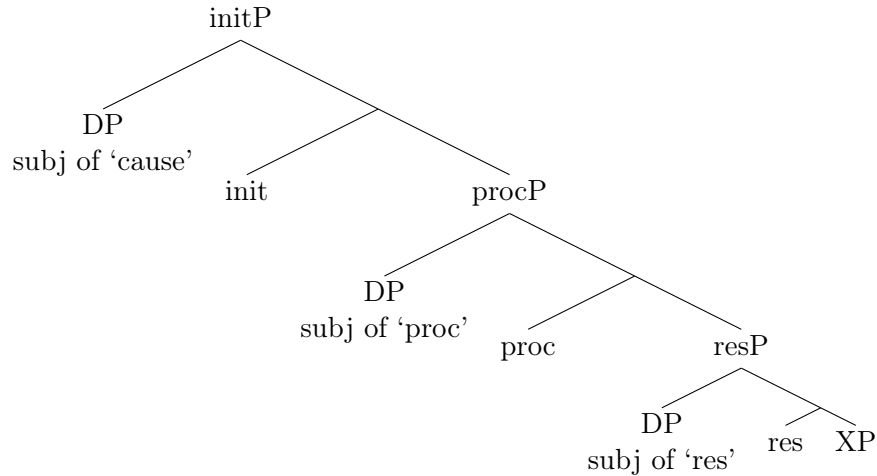 initP
DP
subj of ‘cause’
init
procP
DP
subj of ‘proc’
proc
resP
DP
subj of ‘res’
res
XP